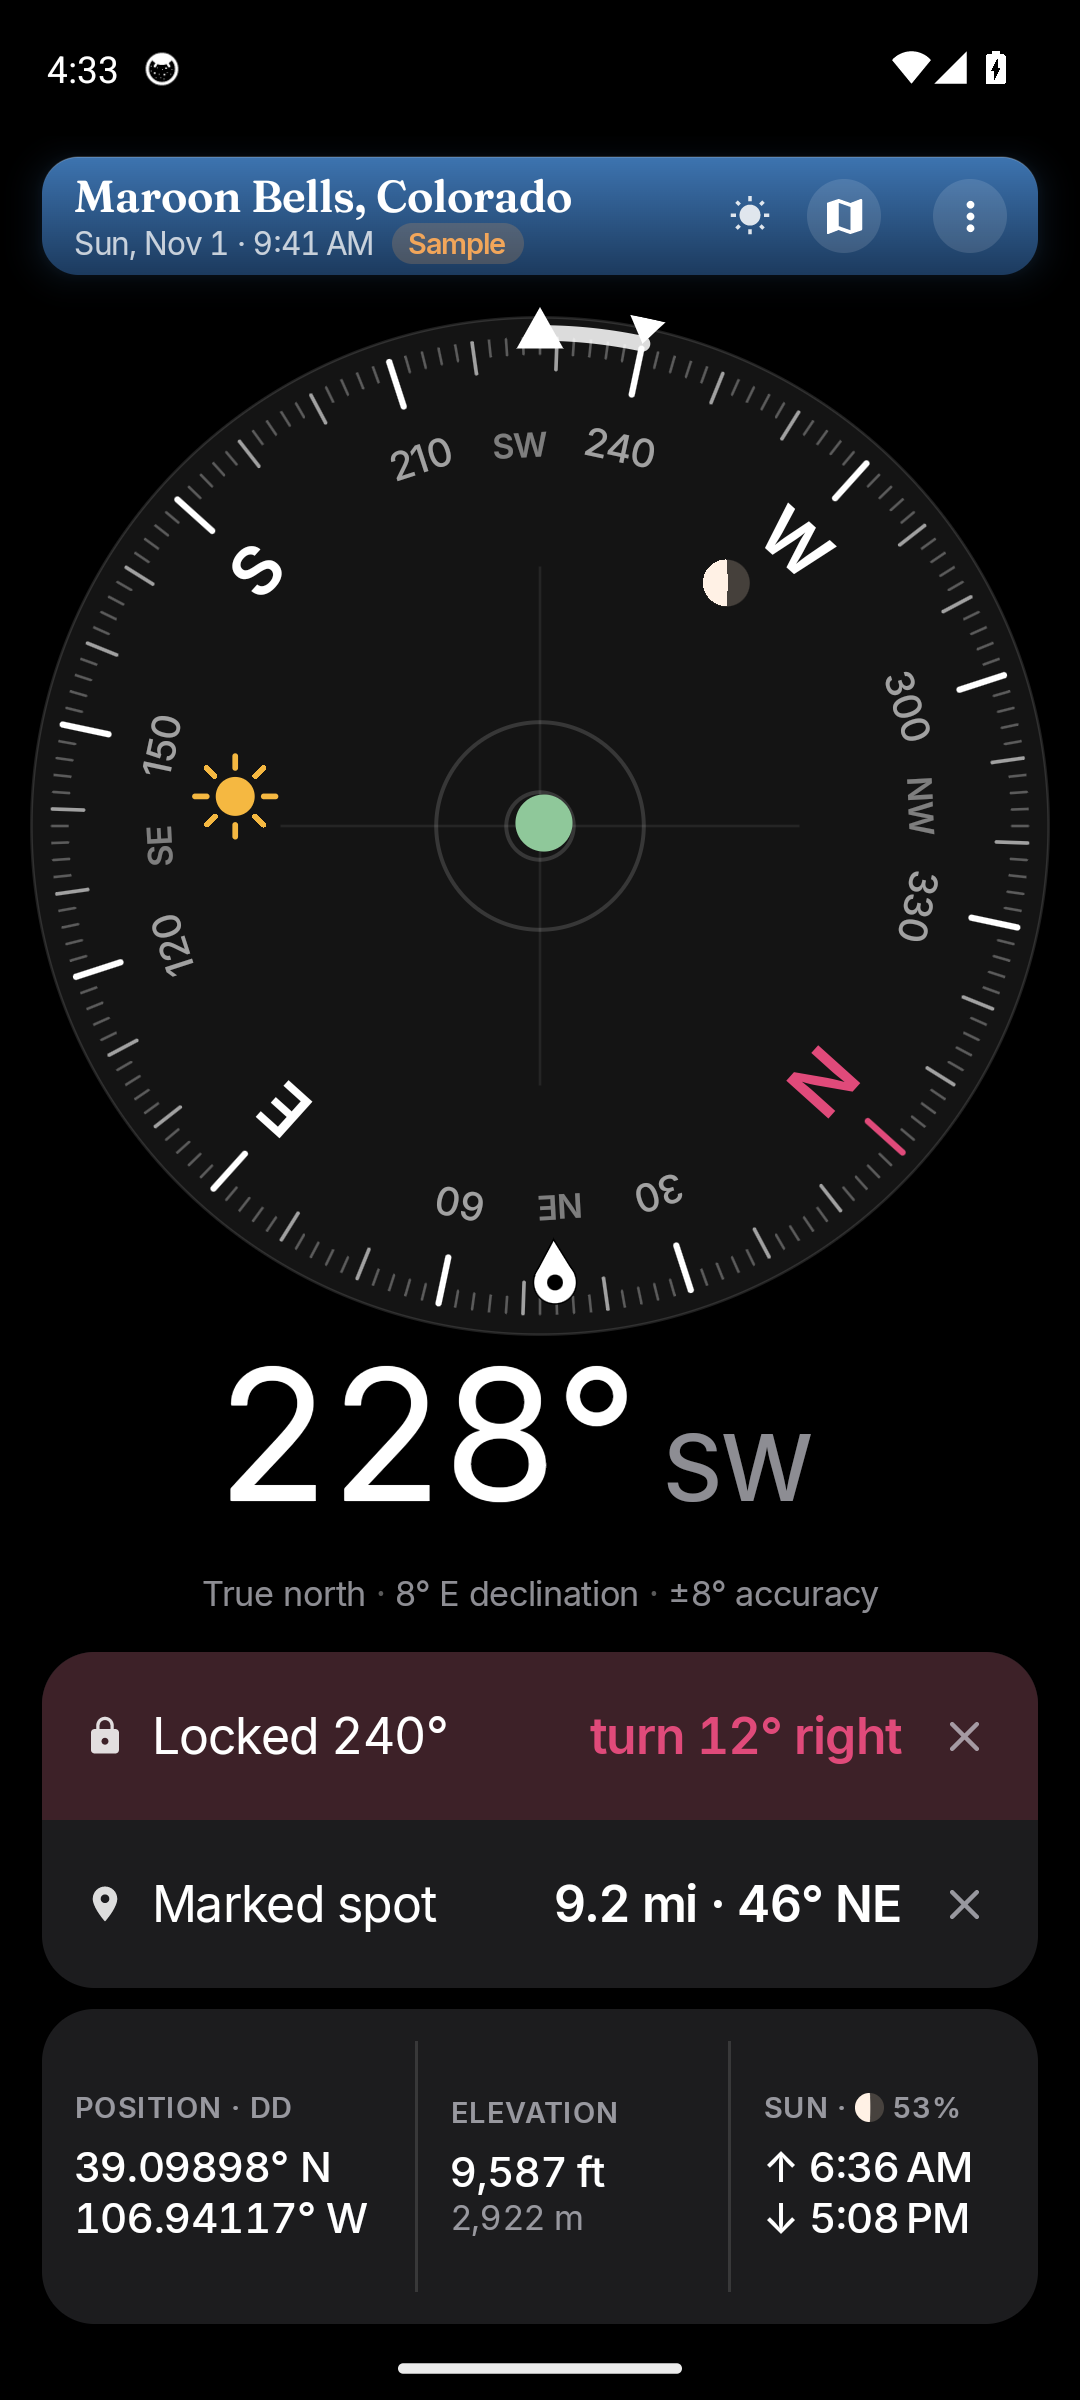 4:33
Maroon Bells, Colorado
Sun, Nov 1 · 9:41 AM Sample
210 SW 240
S W
150 300
SE NW
120 330
E N
60 NE 30
228° SW
True north · 8° E declination · ±8° accuracy
Locked 240° turn 12° right
Marked spot 9.2 mi · 46° NE
POSITION · DD
39.09898° N
106.94117° W
ELEVATION
9,587 ft
2,922 m
SUN · 53%
↑ 6:36 AM
↓ 5:08 PM